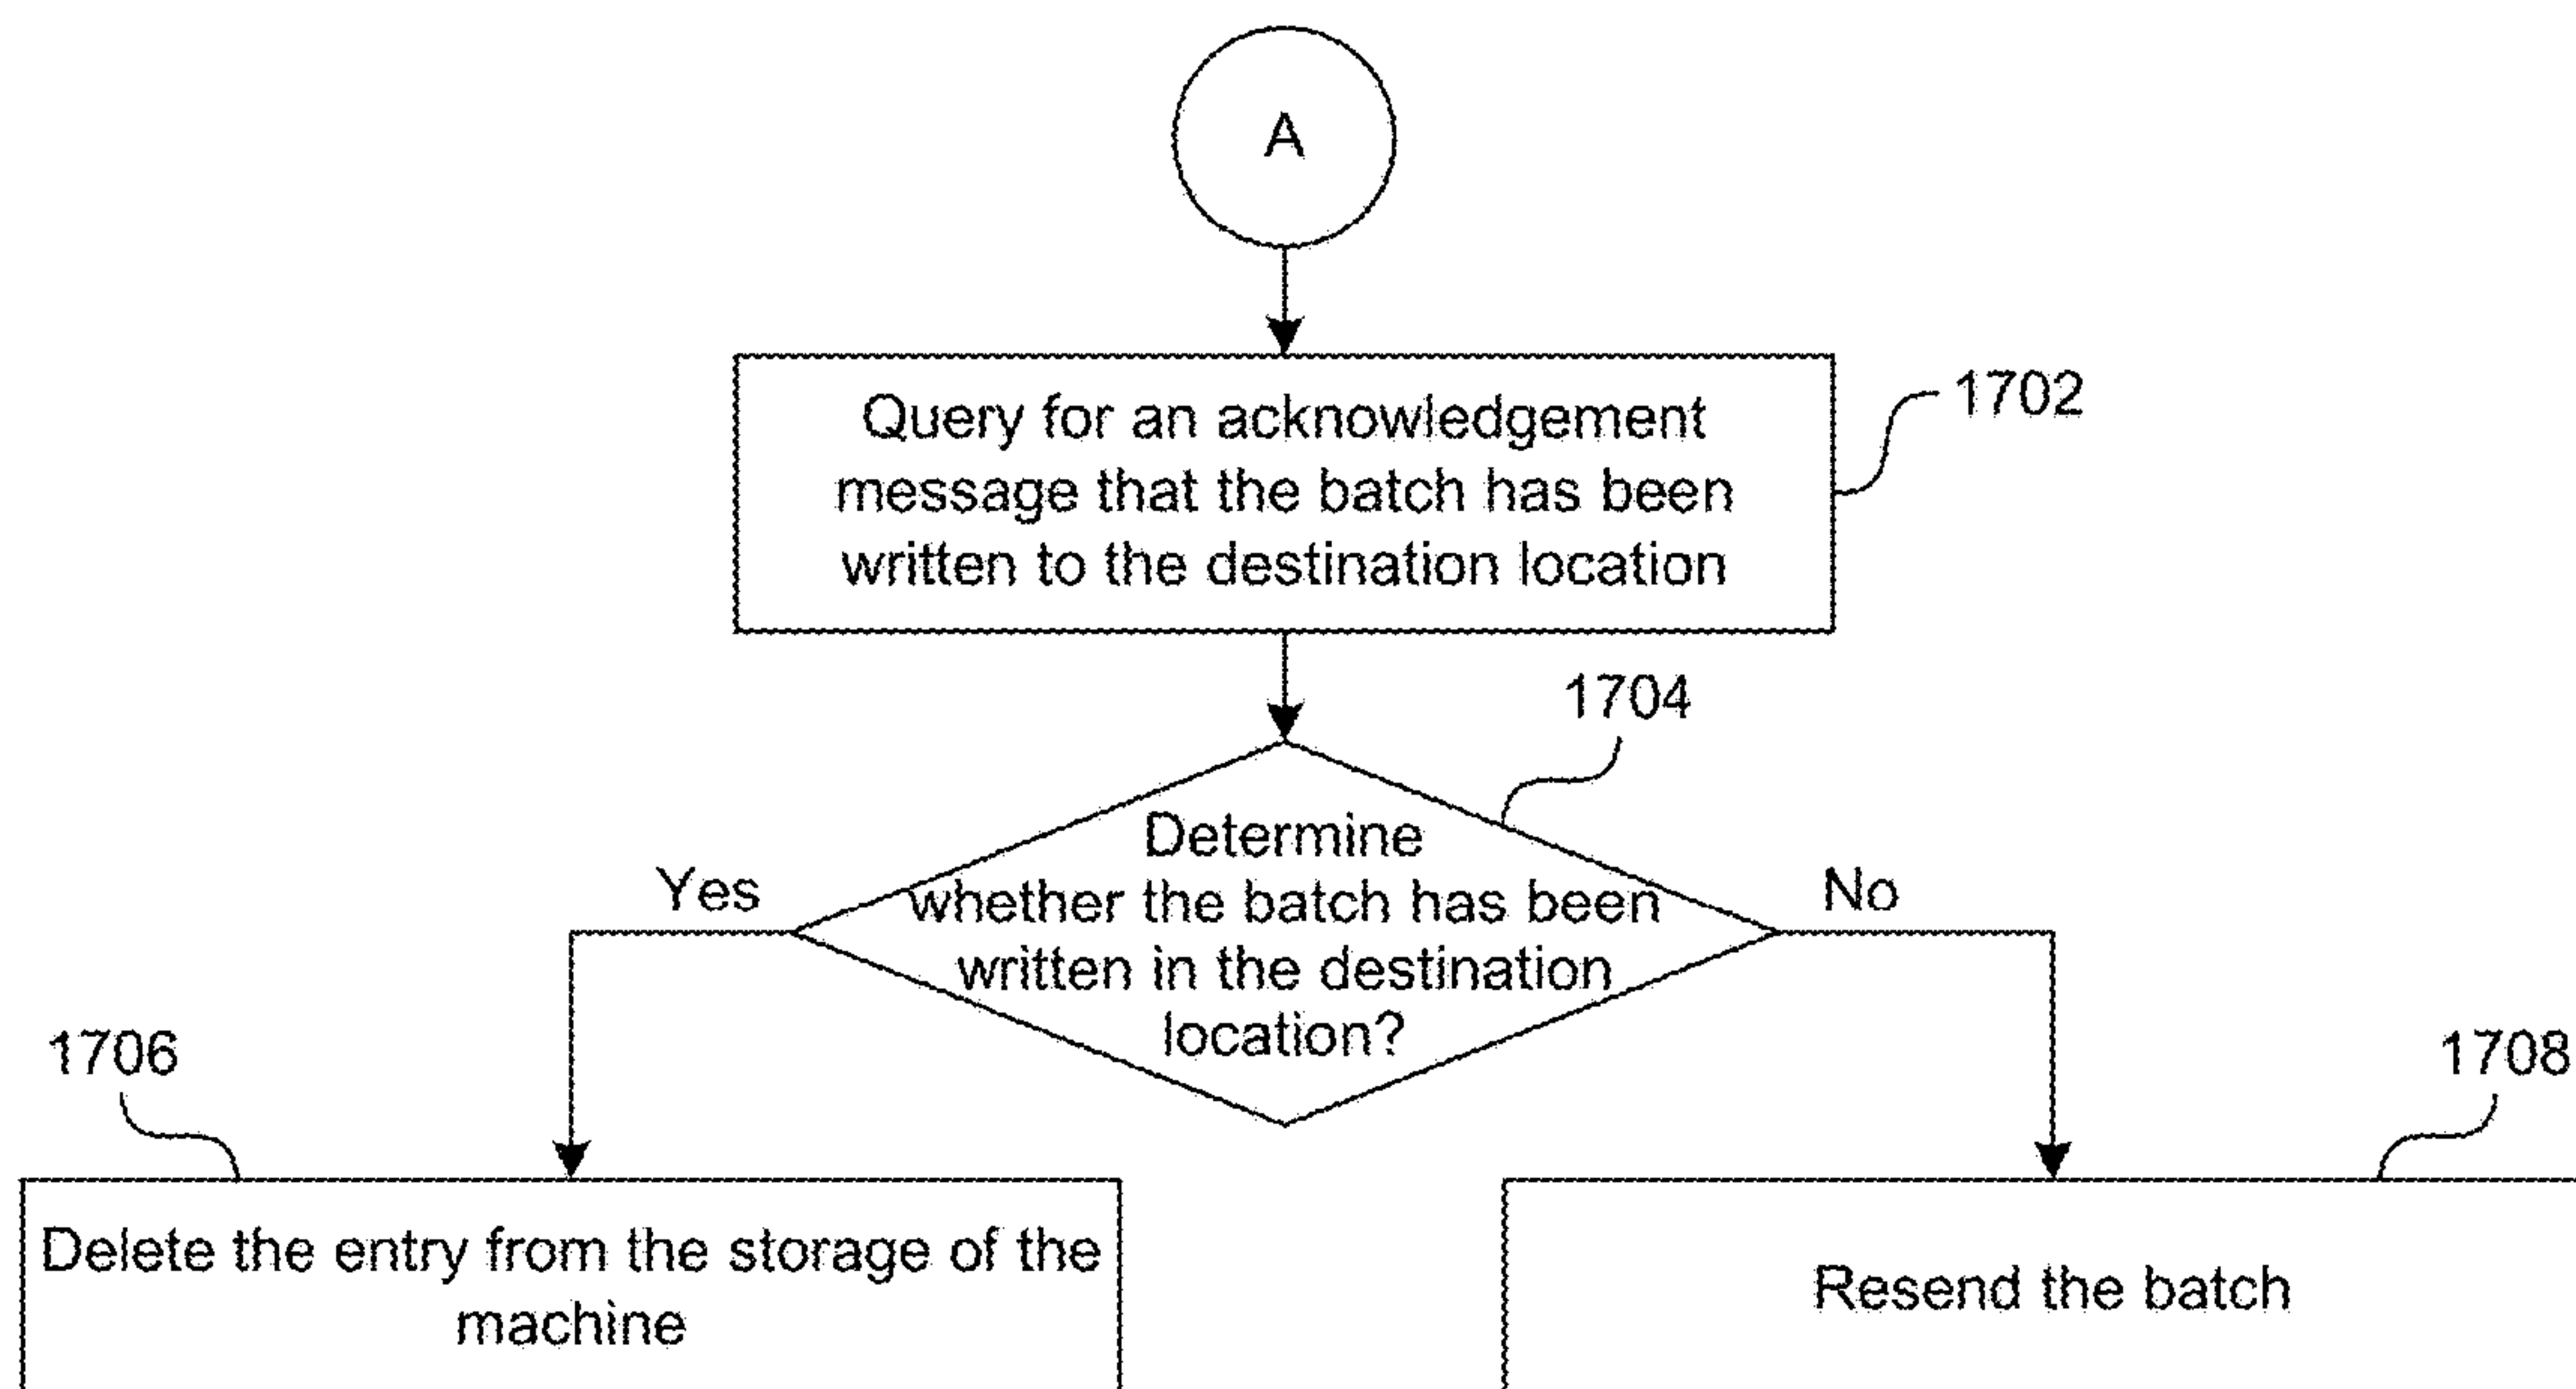 A
Query for an acknowledgement
message that the batch has been
written to the destination location
1702
1704
Determine
whether the batch has been
written in the destination
location?
Yes
No
1706
1708
Delete the entry from the storage of the
machine
Resend the batch